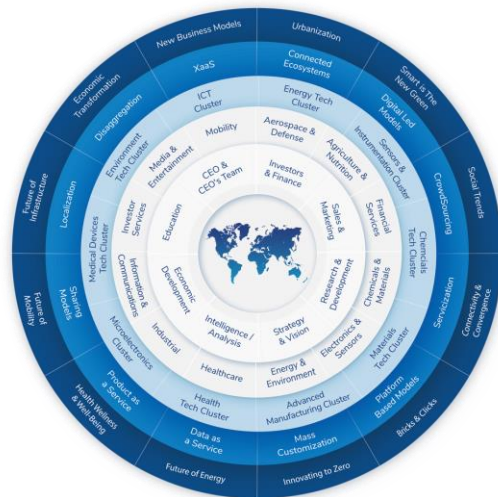 New Business Models
Urbanization
Smart is The
New Green
Social Trends
Connectivity &
Convergence
Bricks & Clicks
Innovating to Zero
Future of Energy
Health Wellness
& Well-Being
Future of
Mobility
Future of
Infrastructure
Economic
Transformation
XaaS
Connected
Ecosystems
Digital Led
Models
CrowdSourcing
Servicization
Platform
Based Models
Mass
Customization
Data as
a Service
Product as
a Service
Sharing
Models
Localization
Disaggregation
ICT
Cluster
Energy Tech
Cluster
Sensors &
Instrumentation Cluster
Chemcials
Tech Cluster
Materials
Tech Cluster
Advanced
Manufacturing Cluster
Health
Tech Cluster
Microelectronics
Cluster
Medical Devices
Tech Cluster
Environment
Tech Cluster
Mobility
Aerospace &
Defense
Agriculture &
Nutrition
Financial
Services
Chemicals &
Materials
Electronics &
Sensors
Energy &
Environment
Healthcare
Industrial
Information &
Communications
Investor
Services
Media &
Entertainment
CEO &
CEO's Team
Investors
& Finance
Sales &
Marketing
Research &
Development
Strategy
& Vision
Intelligence /
Analysis
Economic
Development
Education